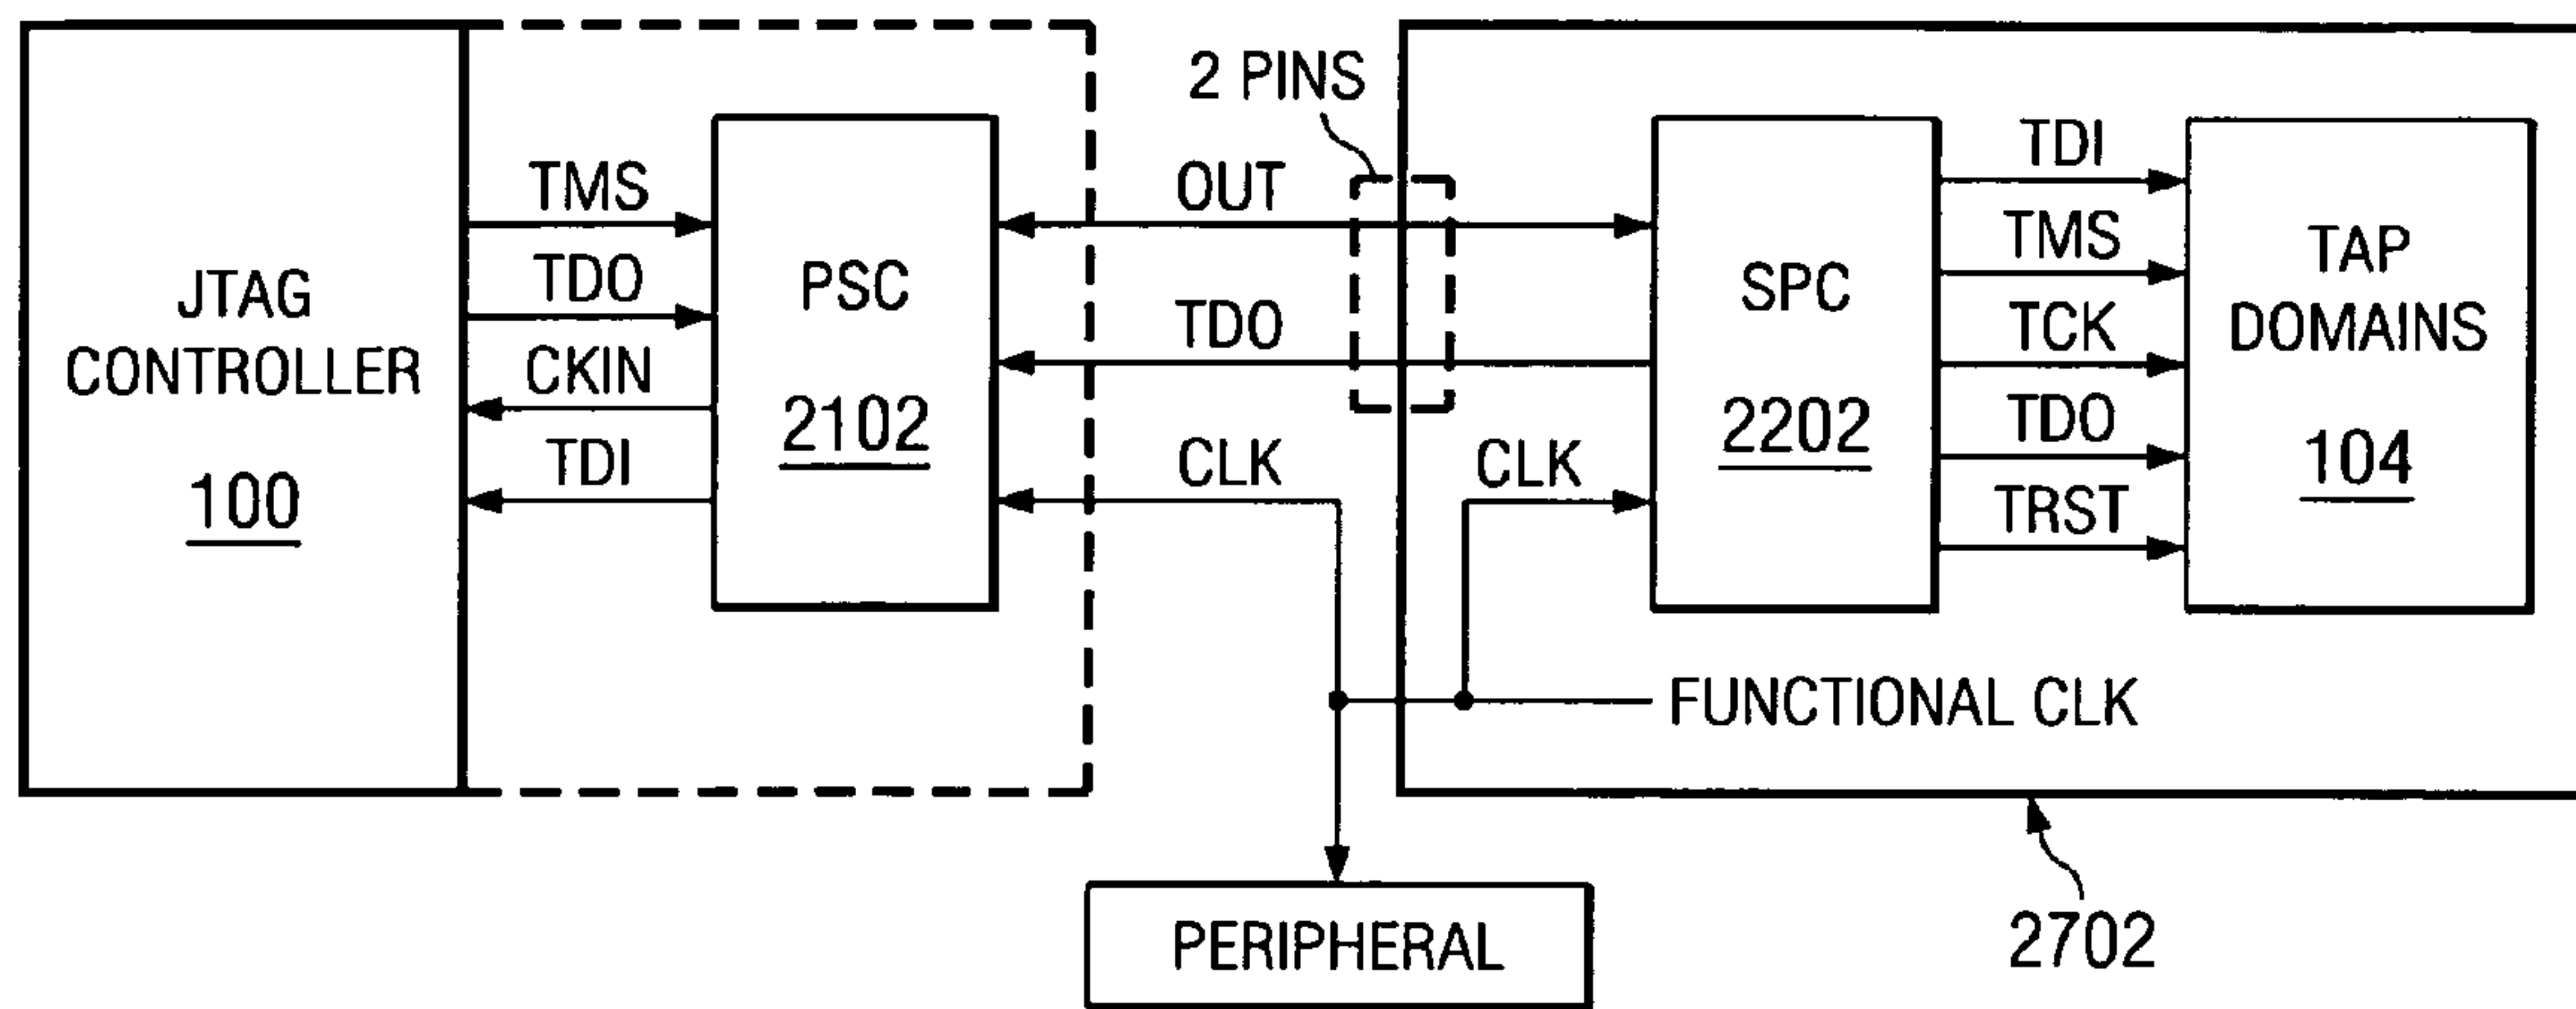 2 PINS
JTAG
CONTROLLER
100
TMS
TDO
CKIN
TDI
PSC
2102
OUT
TDO
CLK
CLK
SPC
2202
TDI
TMS
TCK
TDO
TRST
TAP
DOMAINS
104
FUNCTIONAL CLK
PERIPHERAL
2702